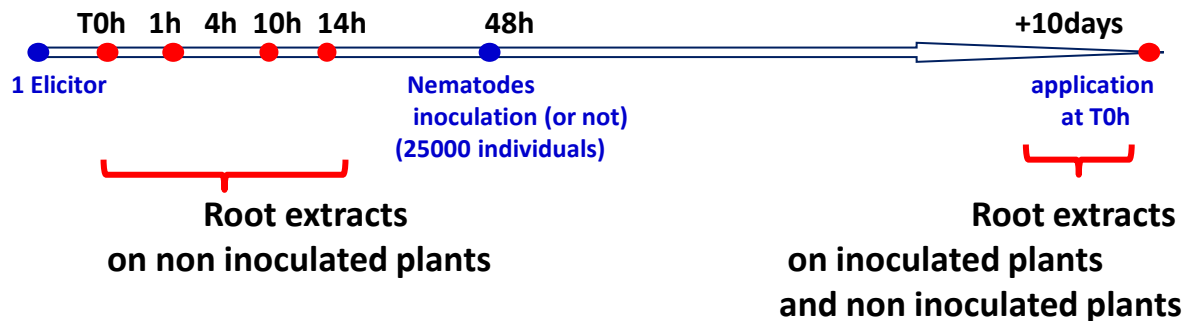 T0h 1h 4h 10h 14h 48h +10days
1 Elicitor Nematodes application
inoculation (or not) at T0h
(25000 individuals)
Root extracts Root extracts
on non inoculated plants on inoculated plants
and non inoculated plants